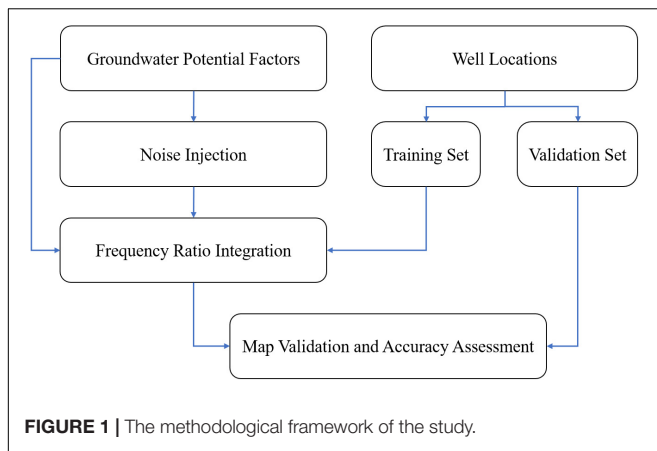 Groundwater Potential Factors
Well Locations
Noise Injection
Training Set
Validation Set
Frequency Ratio Integration
Map Validation and Accuracy Assessment
FIGURE 1 | The methodological framework of the study.